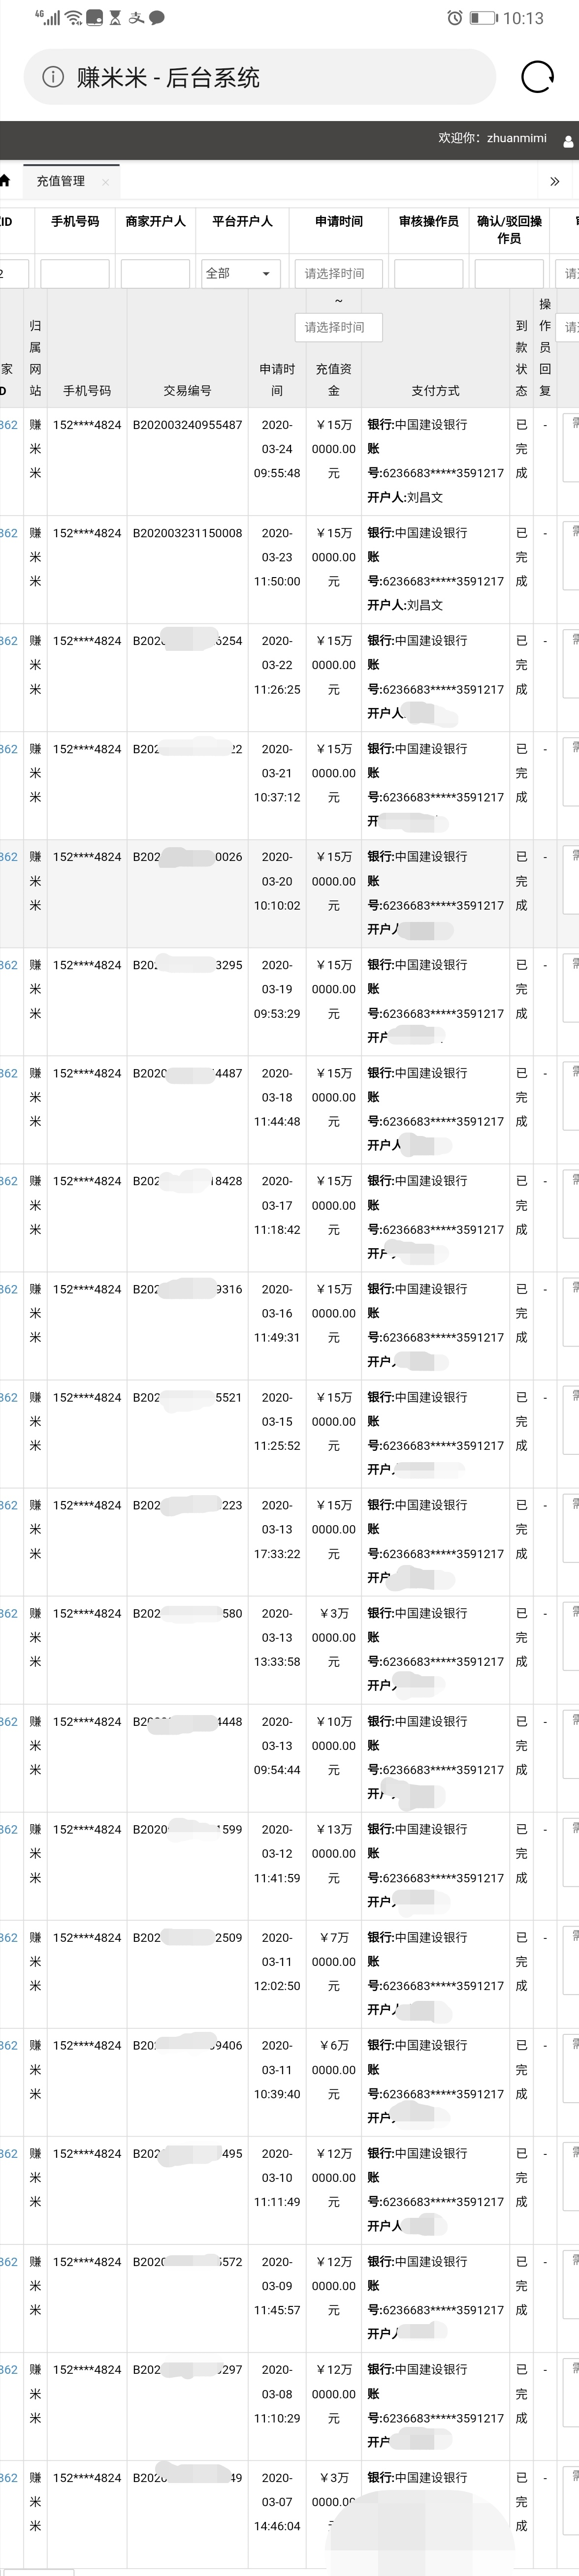 4G 10:13
赚米米 - 后台系统
欢迎你：zhuanmimi
充值管理 ×
ID 手机号码 商家开户人 平台开户人 申请时间 审核操作员 确认/驳回操作员
2 全部 请选择时间
~
请选择时间
家ID 归属网站 手机号码 交易编号 申请时间 充值资金 支付方式 到款状态 操作员回复
362 赚米米 152****4824 B202003240955487 2020-03-24 09:55:48 ￥15万0000.00元 银行:中国建设银行 账号:6236683*****3591217 开户人:刘昌文 已完成 -
362 赚米米 152****4824 B202003231150008 2020-03-23 11:50:00 ￥15万0000.00元 银行:中国建设银行 账号:6236683*****3591217 开户人:刘昌文 已完成 -
362 赚米米 152****4824 B2020 6254 2020-03-22 11:26:25 ￥15万0000.00元 银行:中国建设银行 账号:6236683*****3591217 开户人 已完成 -
362 赚米米 152****4824 B202 22 2020-03-21 10:37:12 ￥15万0000.00元 银行:中国建设银行 账号:6236683*****3591217 开 已完成 -
362 赚米米 152****4824 B202 0026 2020-03-20 10:10:02 ￥15万0000.00元 银行:中国建设银行 账号:6236683*****3591217 开户人 已完成 -
362 赚米米 152****4824 B202 3295 2020-03-19 09:53:29 ￥15万0000.00元 银行:中国建设银行 账号:6236683*****3591217 开户 已完成 -
362 赚米米 152****4824 B2020 4487 2020-03-18 11:44:48 ￥15万0000.00元 银行:中国建设银行 账号:6236683*****3591217 开户人 已完成 -
362 赚米米 152****4824 B202 18428 2020-03-17 11:18:42 ￥15万0000.00元 银行:中国建设银行 账号:6236683*****3591217 开户 已完成 -
362 赚米米 152****4824 B202 9316 2020-03-16 11:49:31 ￥15万0000.00元 银行:中国建设银行 账号:6236683*****3591217 开户人 已完成 -
362 赚米米 152****4824 B202 5521 2020-03-15 11:25:52 ￥15万0000.00元 银行:中国建设银行 账号:6236683*****3591217 开户 已完成 -
362 赚米米 152****4824 B202 223 2020-03-13 17:33:22 ￥15万0000.00元 银行:中国建设银行 账号:6236683*****3591217 开户 已完成 -
362 赚米米 152****4824 B202 580 2020-03-13 13:33:58 ￥3万0000.00元 银行:中国建设银行 账号:6236683*****3591217 开户 已完成 -
362 赚米米 152****4824 B2 4448 2020-03-13 09:54:44 ￥10万0000.00元 银行:中国建设银行 账号:6236683*****3591217 开户 已完成 -
362 赚米米 152****4824 B2020 1599 2020-03-12 11:41:59 ￥13万0000.00元 银行:中国建设银行 账号:6236683*****3591217 开户 已完成 -
362 赚米米 152****4824 B202 2509 2020-03-11 12:02:50 ￥7万0000.00元 银行:中国建设银行 账号:6236683*****3591217 开户 已完成 -
362 赚米米 152****4824 B20 9406 2020-03-11 10:39:40 ￥6万0000.00元 银行:中国建设银行 账号:6236683*****3591217 开户 已完成 -
362 赚米米 152****4824 B202 495 2020-03-10 11:11:49 ￥12万0000.00元 银行:中国建设银行 账号:6236683*****3591217 开户人 已完成 -
362 赚米米 152****4824 B2020 572 2020-03-09 11:45:57 ￥12万0000.00元 银行:中国建设银行 账号:6236683*****3591217 开户 已完成 -
362 赚米米 152****4824 B202 297 2020-03-08 11:10:29 ￥12万0000.00元 银行:中国建设银行 账号:6236683*****3591217 开户 已完成 -
362 赚米米 152****4824 B2020 49 2020-03-07 14:46:04 ￥3万0000.00 银行:中国建设银行 已完成 -